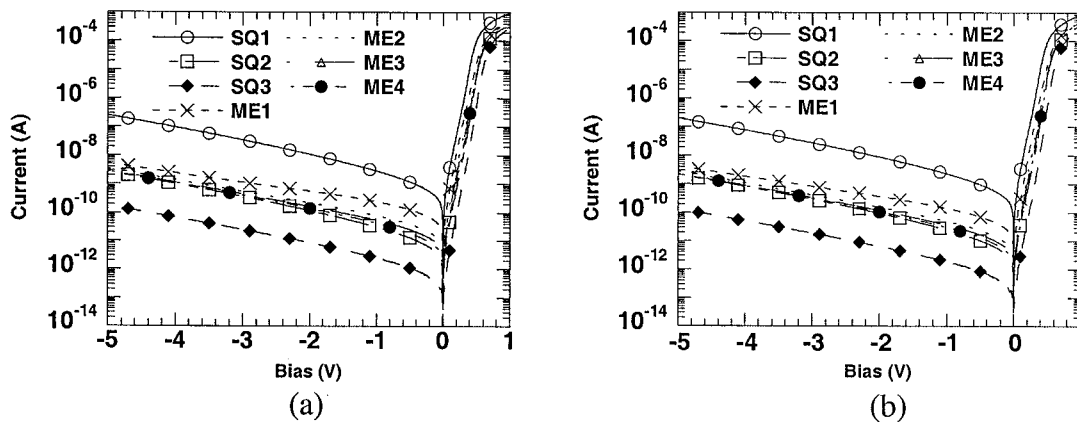 10⁻⁴
10⁻⁶
10⁻⁸
10⁻¹⁰
10⁻¹²
10⁻¹⁴
Current (A)
SQ1
SQ2
SQ3
ME1
ME2
ME3
ME4
-5 -4 -3 -2 -1 0 1
Bias (V)
(a)
10⁻⁴
10⁻⁶
10⁻⁸
10⁻¹⁰
10⁻¹²
10⁻¹⁴
Current (A)
SQ1
SQ2
SQ3
ME1
ME2
ME3
ME4
-5 -4 -3 -2 -1 0 1
Bias (V)
(b)